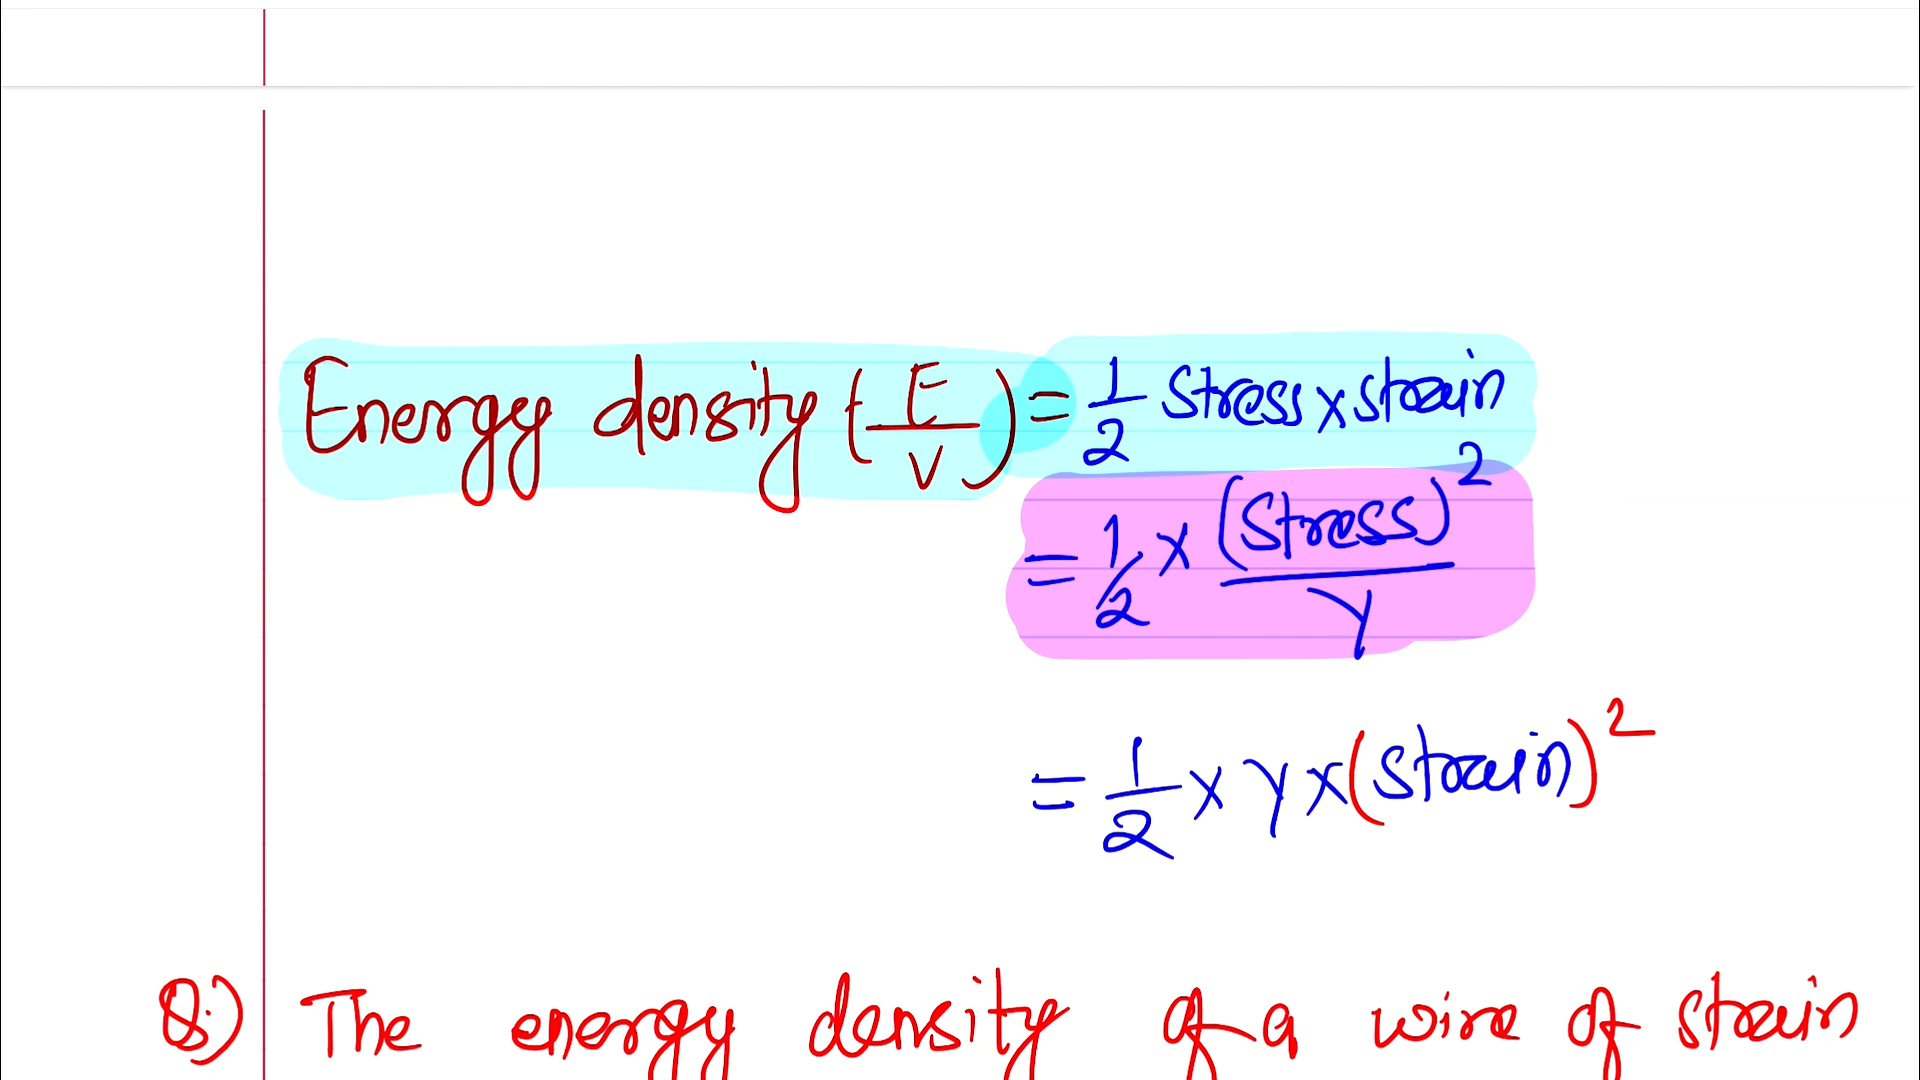 Energy density (E/V) = 1/2 Stress x strain
= 1/2 x (Stress)²/Y
= 1/2 x Y x (strain)²
Q.) The energy density of a wire of strain